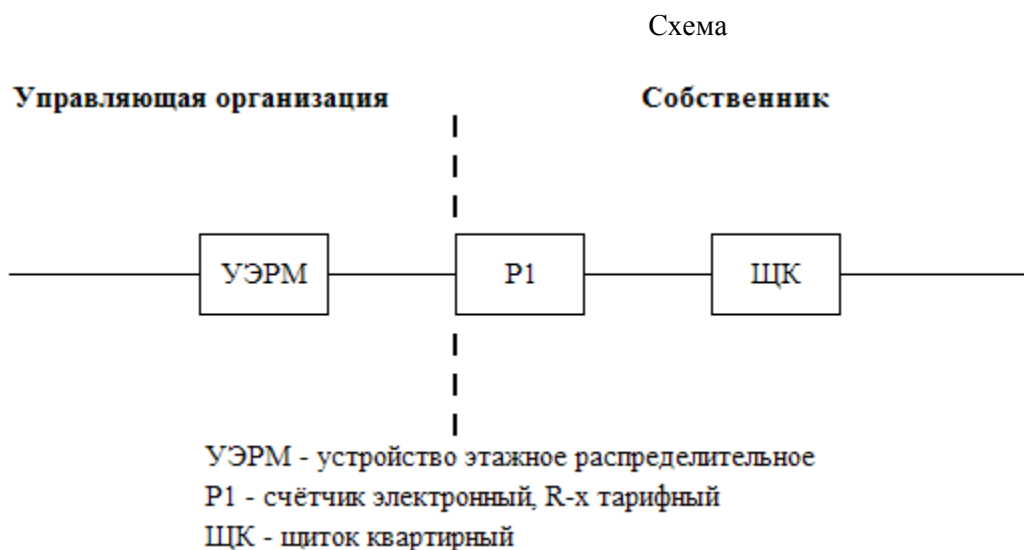 Схема
Управляющая организация Собственник
УЭРМ Р1 ЩК
УЭРМ - устройство этажное распределительное
Р1 - счётчик электронный, R-х тарифный
ЩК - щиток квартирный